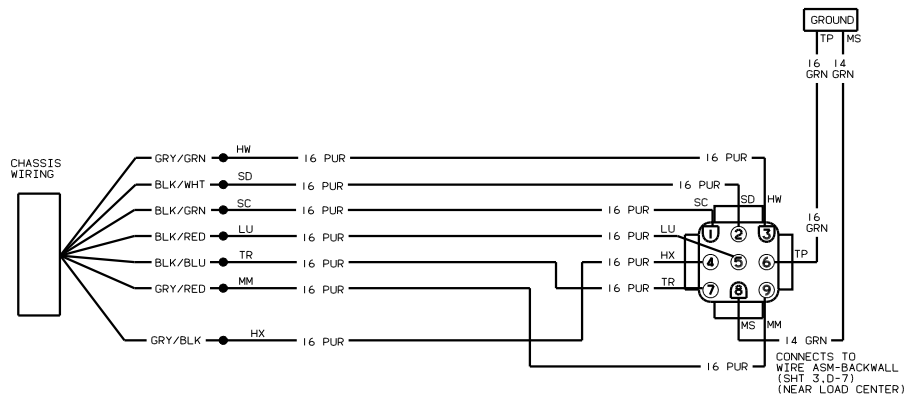 GROUND
TP MS
16 GRN 14 GRN
CHASSIS
WIRING
GRY/GRN HW 16 PUR 16 PUR
BLK/WHT SD 16 PUR 16 PUR
BLK/GRN SC 16 PUR 16 PUR SC SD HW
16 GRN
BLK/RED LU 16 PUR 16 PUR LU 1 2 3
BLK/BLU TR 16 PUR 16 PUR HX 4 5 6 TP
GRY/RED MM 16 PUR 16 PUR TR 7 8 9
MS MM
GRY/BLK HX 16 PUR 14 GRN
16 PUR
CONNECTS TO
WIRE ASM-BACKWALL
(SHT 3,D-7)
(NEAR LOAD CENTER)